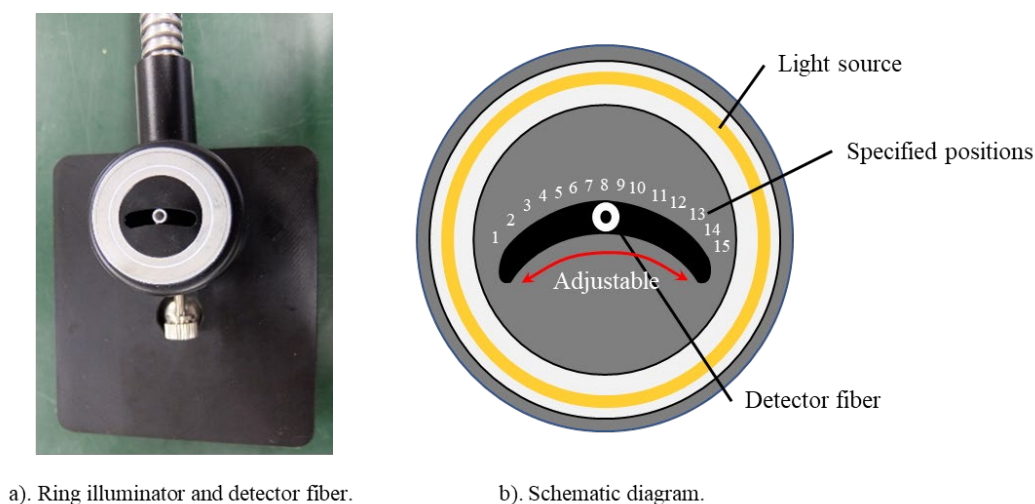 Light source
Specified positions
1 2 3 4 5 6 7 8 9 10 11 12 13 14 15
Adjustable
Detector fiber
a). Ring illuminator and detector fiber.
b). Schematic diagram.